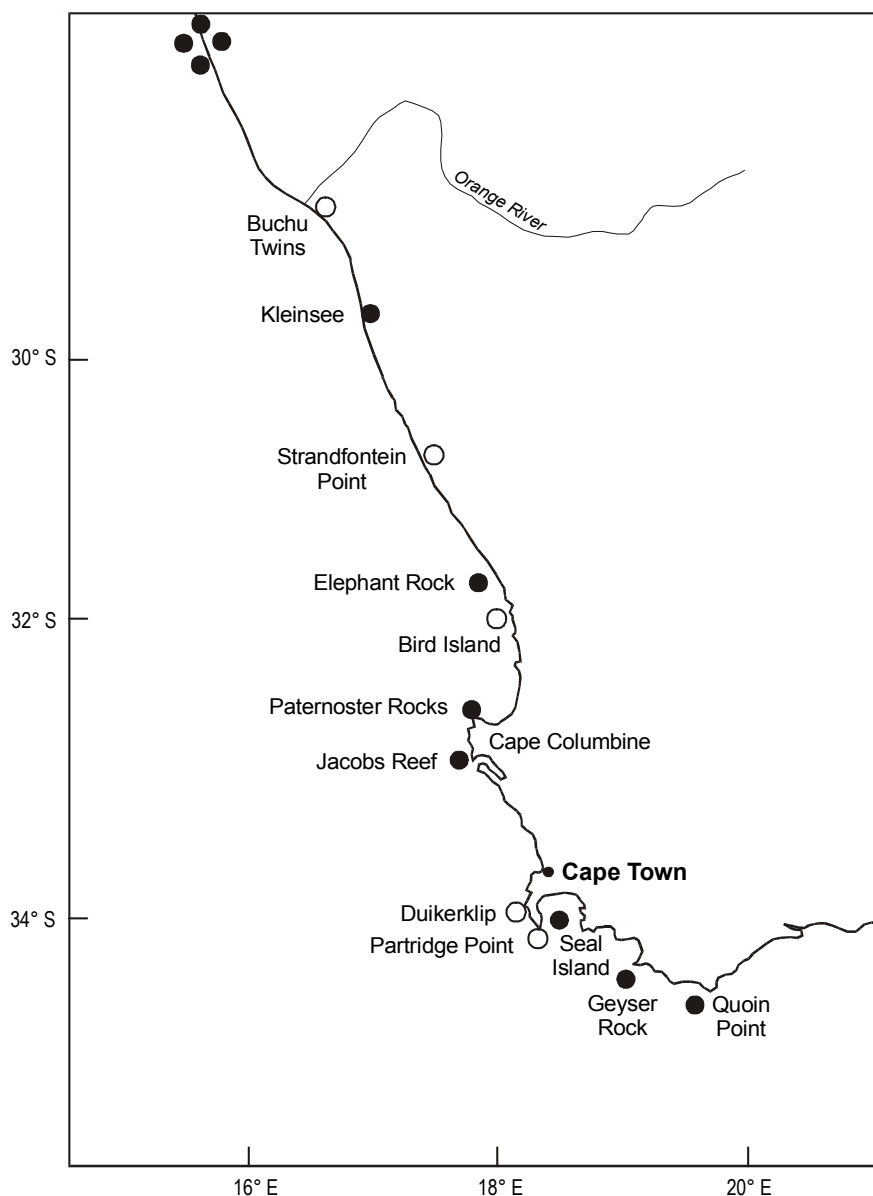 Orange River
Buchu
Twins
Kleinsee
30° S
Strandfontein
Point
Elephant Rock
32° S
Bird Island
Paternoster Rocks
Cape Columbine
Jacobs Reef
Cape Town
Duikerklip
34° S
Partridge Point
Seal
Island
Geyser
Rock
Quoin
Point
16° E
18° E
20° E